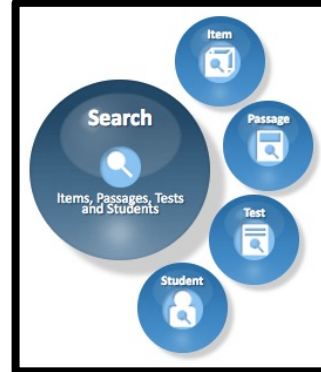 Item
Search
Passage
Items, Passages, Tests
and Students
Test
Student